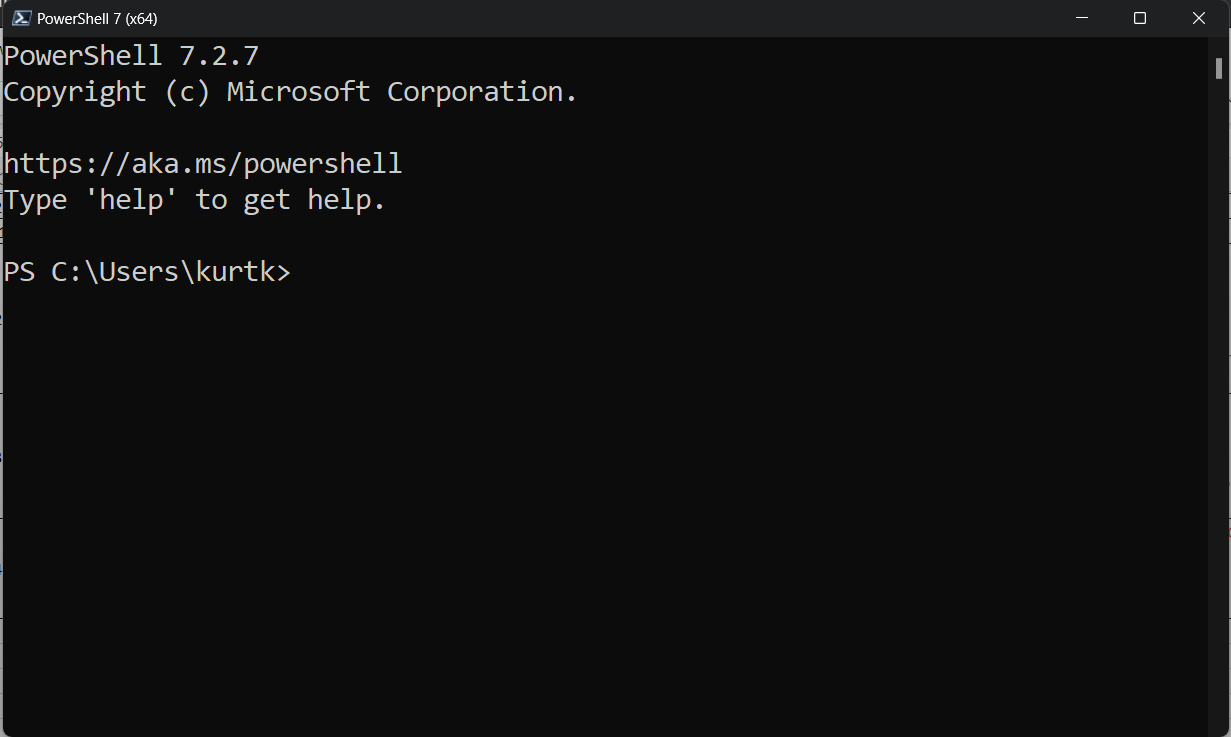 PowerShell 7 (x64)
PowerShell 7.2.7
Copyright (c) Microsoft Corporation.
https://aka.ms/powershell
Type 'help' to get help.
PS C:\Users\kurtk>